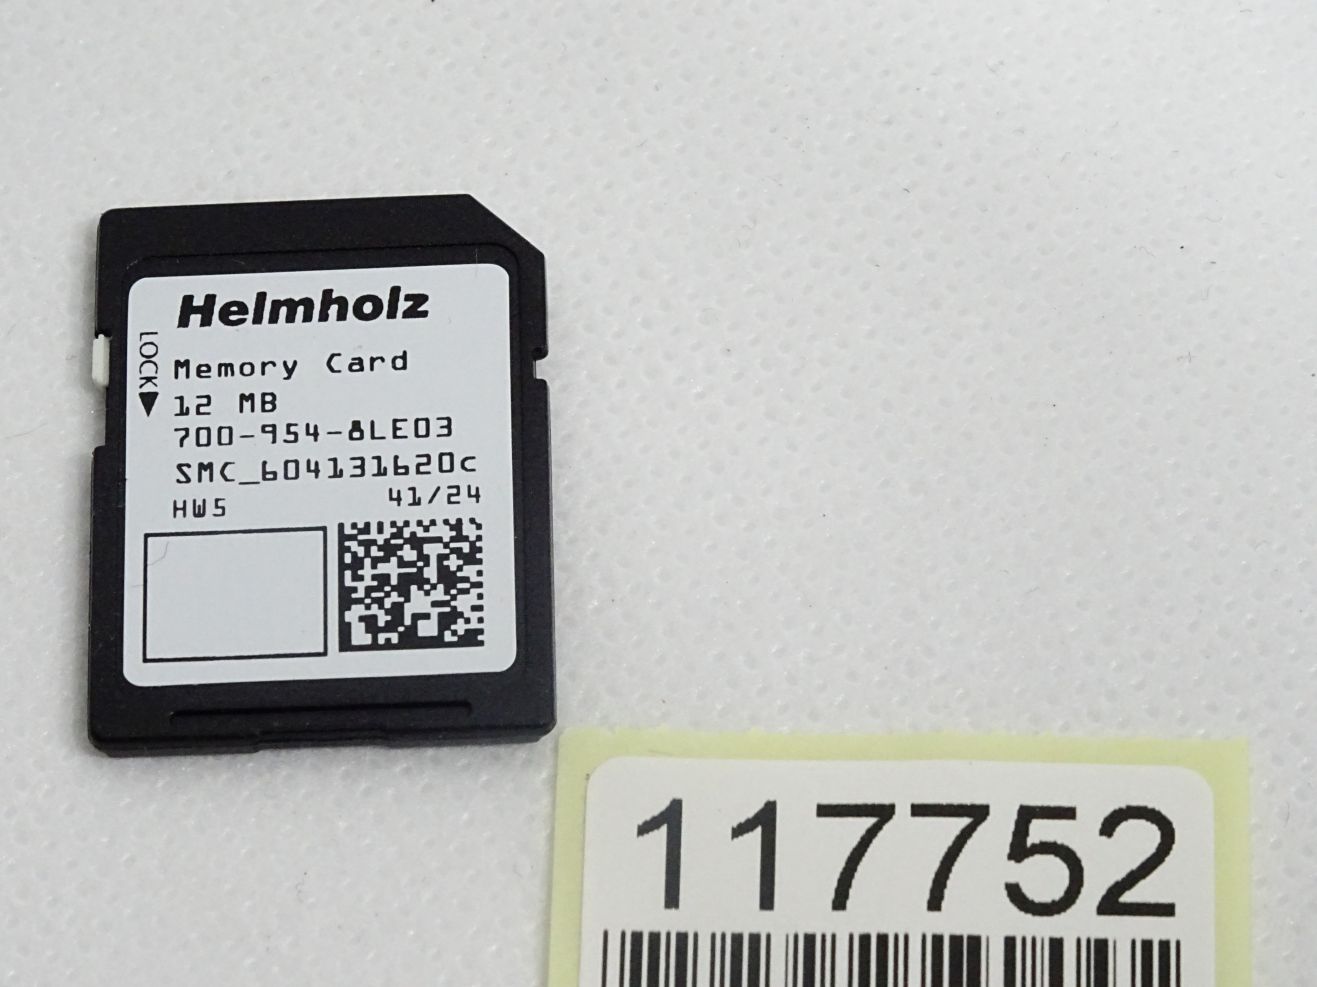 Helmholz
LOCK
Memory Card
12 MB
700-954-8LE03
SMC_604131620c
HW5 41/24
117752